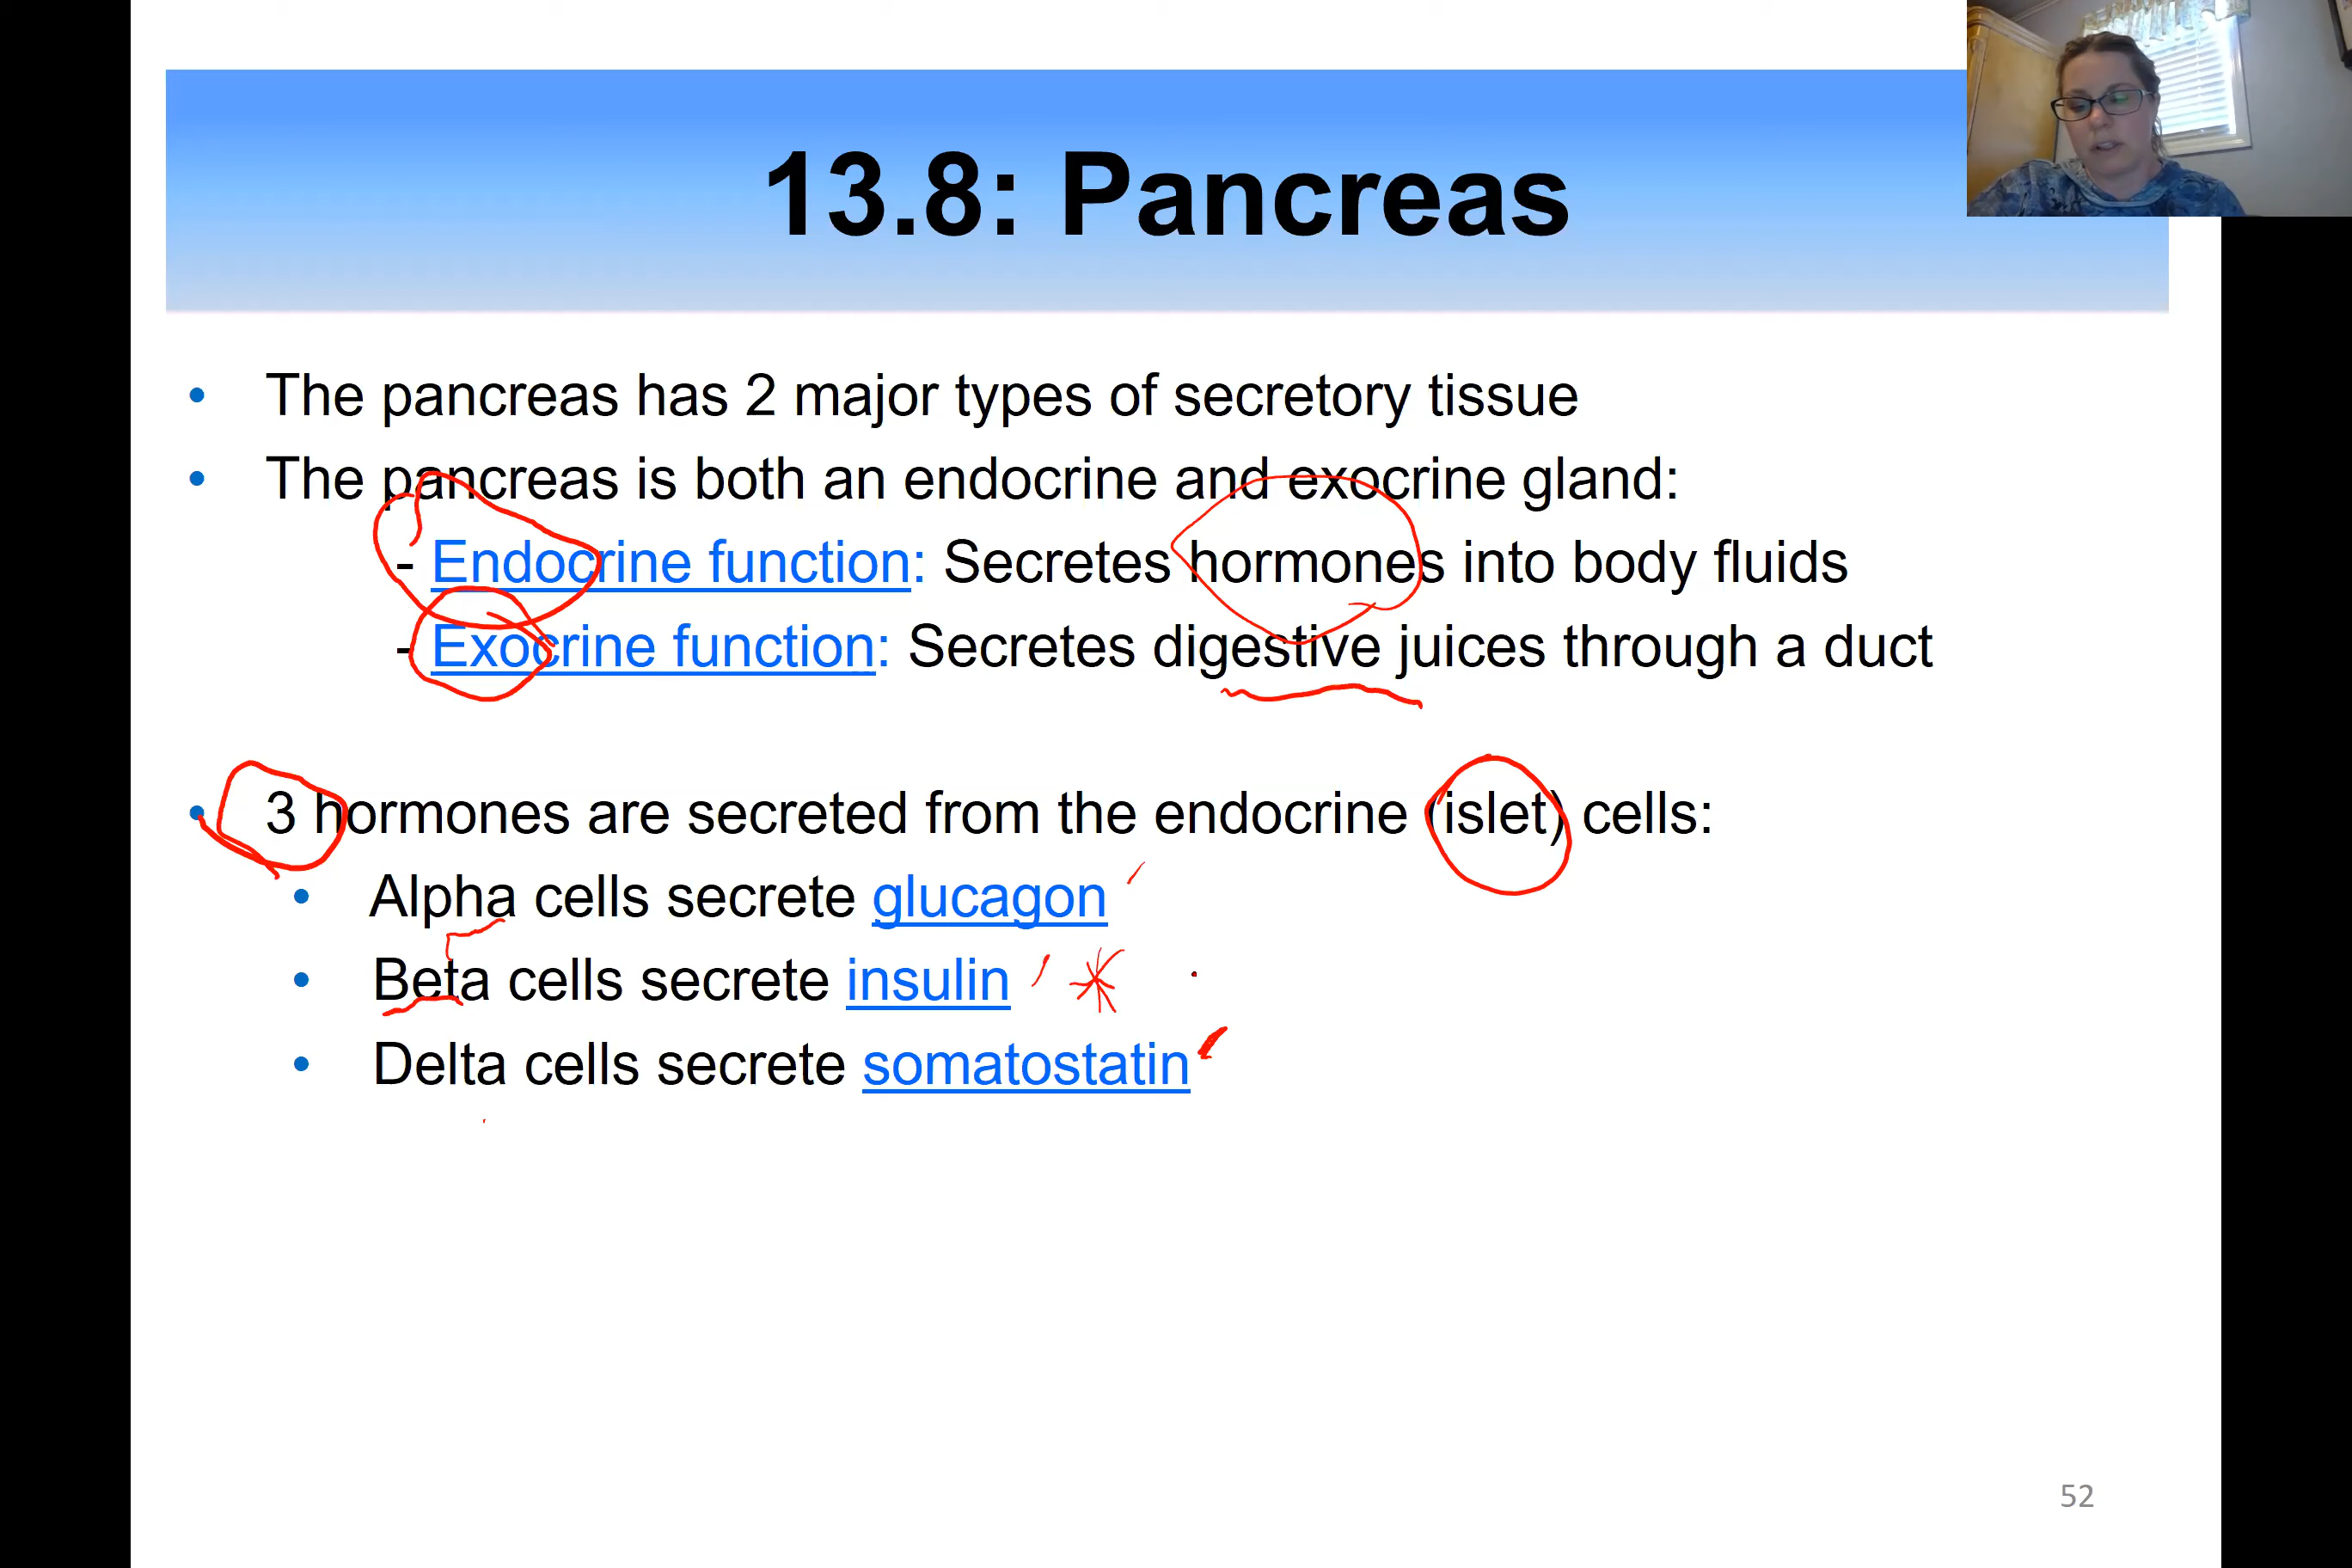 13.8: Pancreas
• The pancreas has 2 major types of secretory tissue
• The pancreas is both an endocrine and exocrine gland:
- Endocrine function: Secretes hormones into body fluids
- Exocrine function: Secretes digestive juices through a duct
• 3 hormones are secreted from the endocrine (islet) cells:
• Alpha cells secrete glucagon
• Beta cells secrete insulin
• Delta cells secrete somatostatin
52